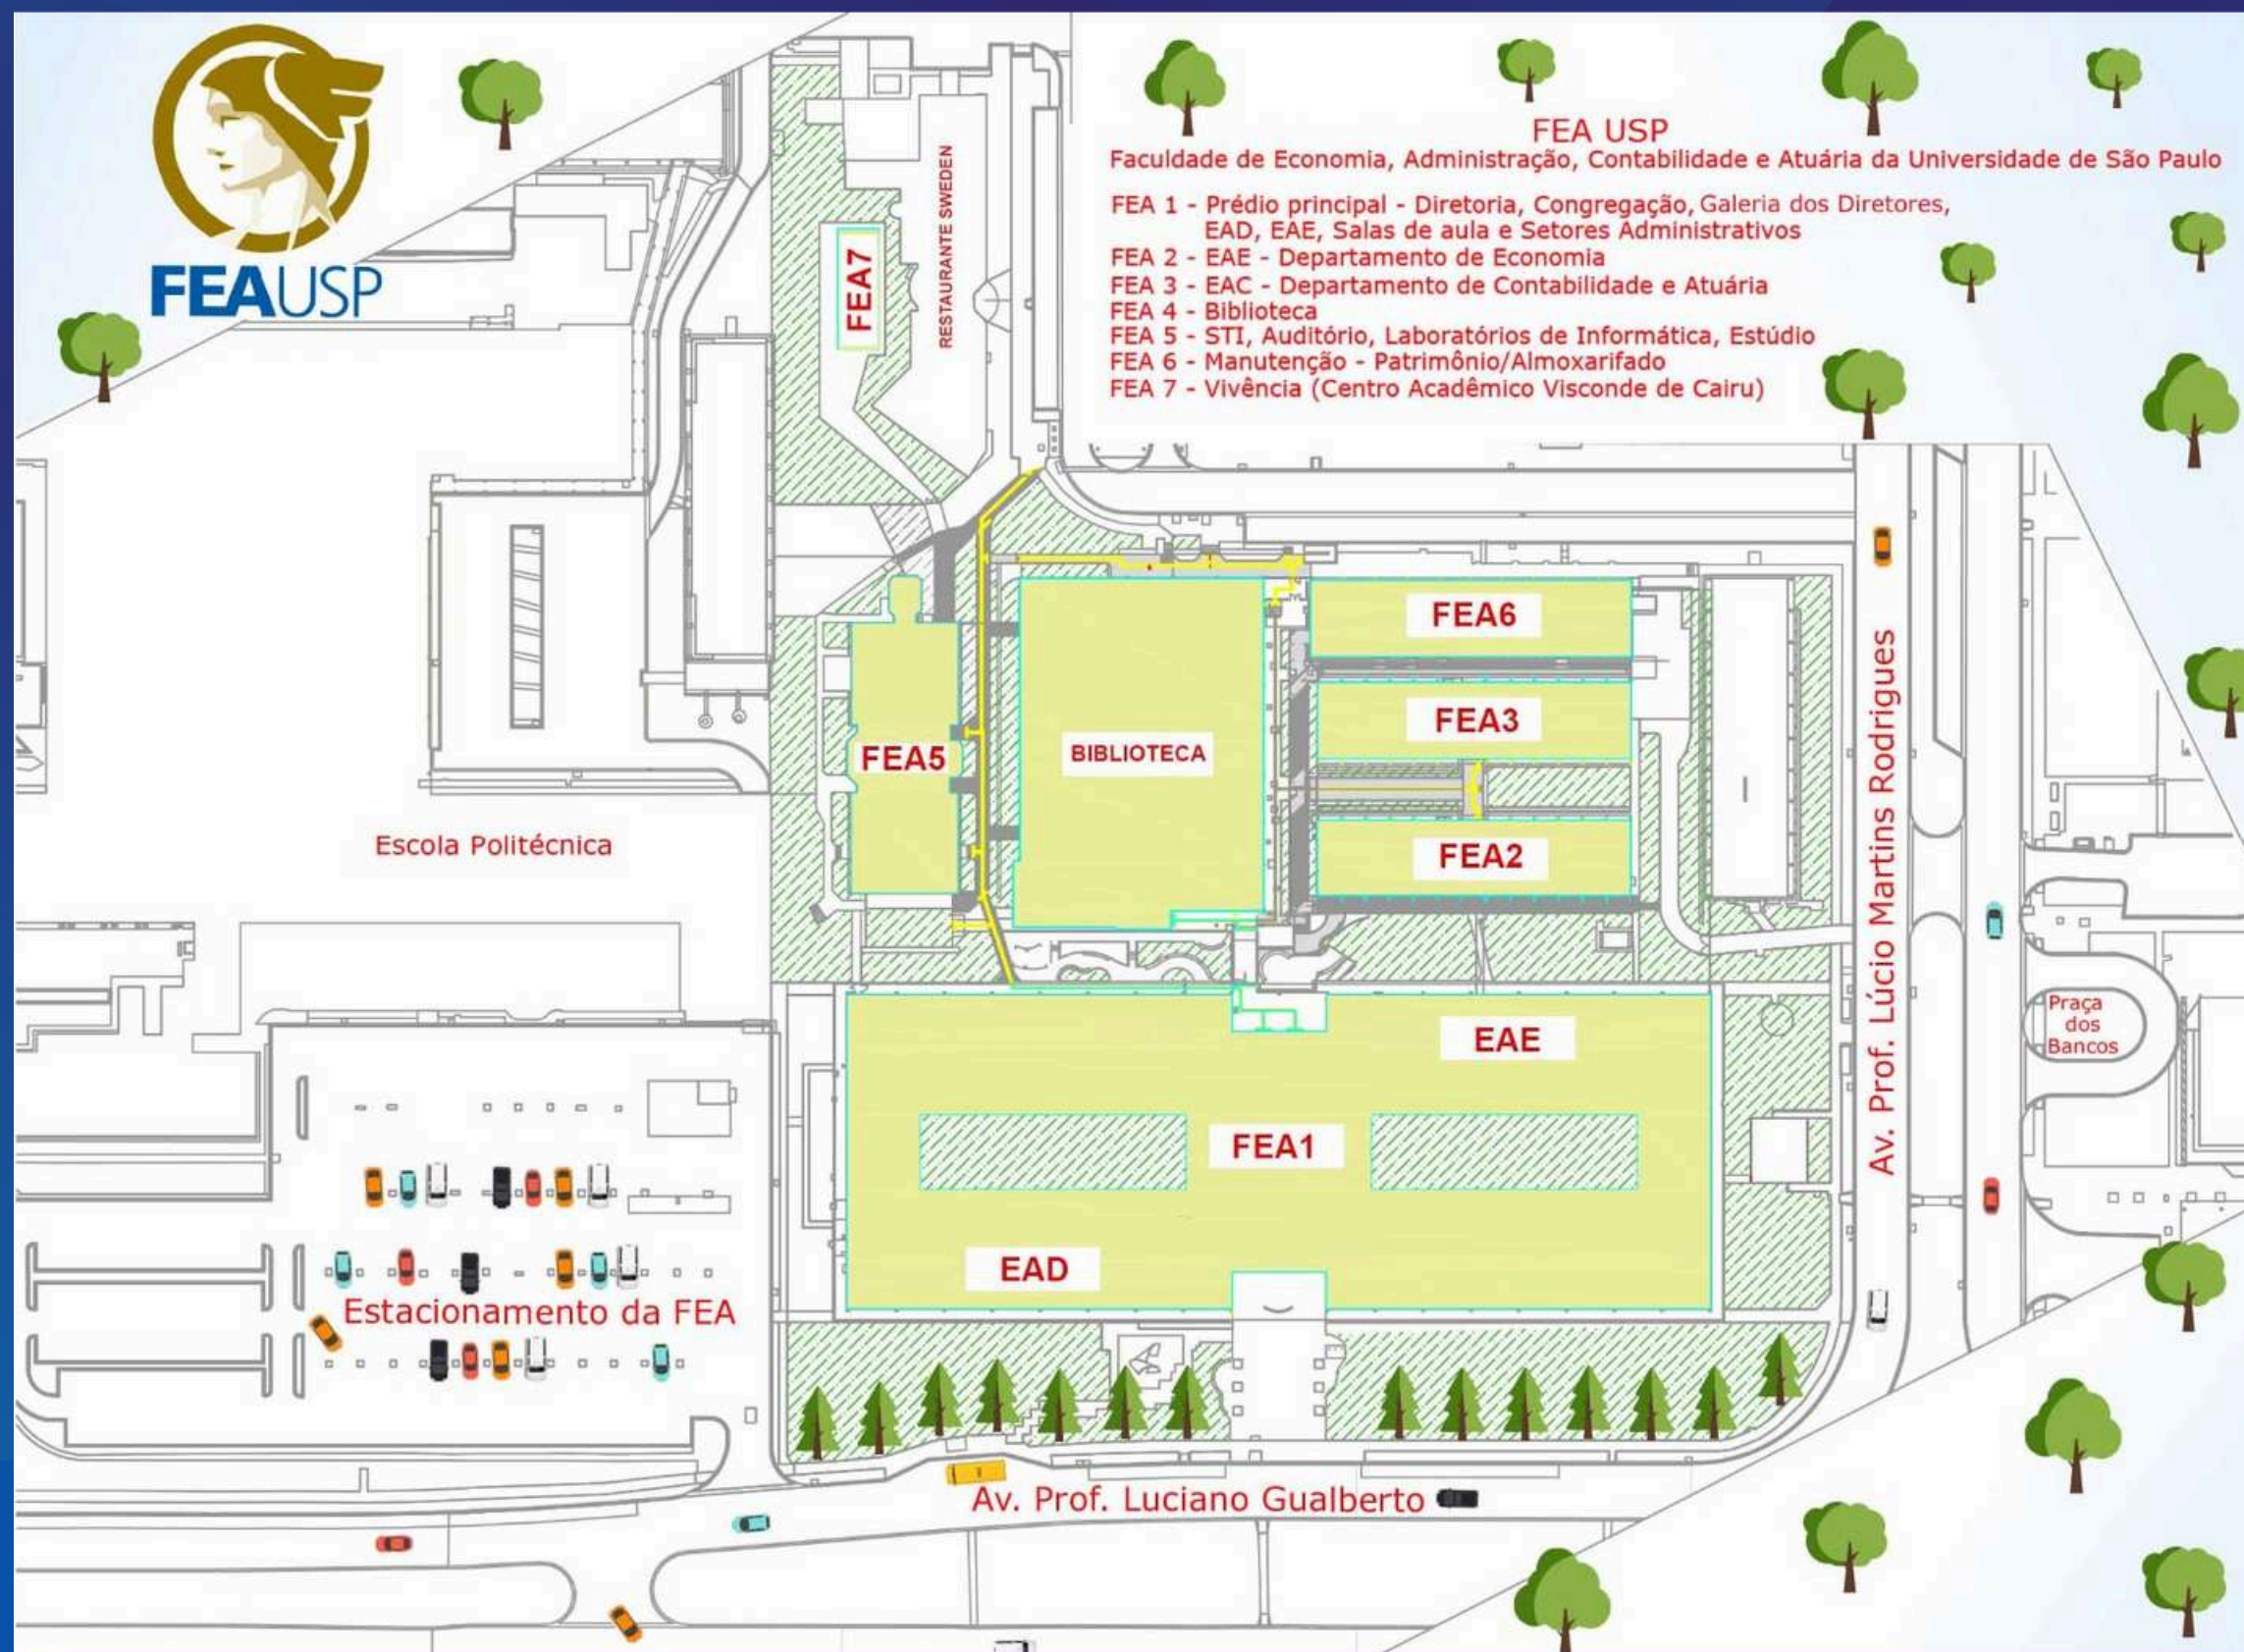 FEAUSP
FEA USP
Faculdade de Economia, Administração, Contabilidade e Atuária da Universidade de São Paulo
FEA 1 - Prédio principal - Diretoria, Congregação, Galeria dos Diretores,
EAD, EAE, Salas de aula e Setores Administrativos
FEA 2 - EAE - Departamento de Economia
FEA 3 - EAC - Departamento de Contabilidade e Atuária
FEA 4 - Biblioteca
FEA 5 - STI, Auditório, Laboratórios de Informática, Estúdio
FEA 6 - Manutenção - Patrimônio/Almoxarifado
FEA 7 - Vivência (Centro Acadêmico Visconde de Cairu)
FEA7
RESTAURANTE SWEDEN
FEA6
FEA3
FEA5
BIBLIOTECA
FEA2
Escola Politécnica
Av. Prof. Lúcio Martins Rodrigues
Praça
dos
Bancos
EAE
FEA1
EAD
Estacionamento da FEA
Av. Prof. Luciano Gualberto